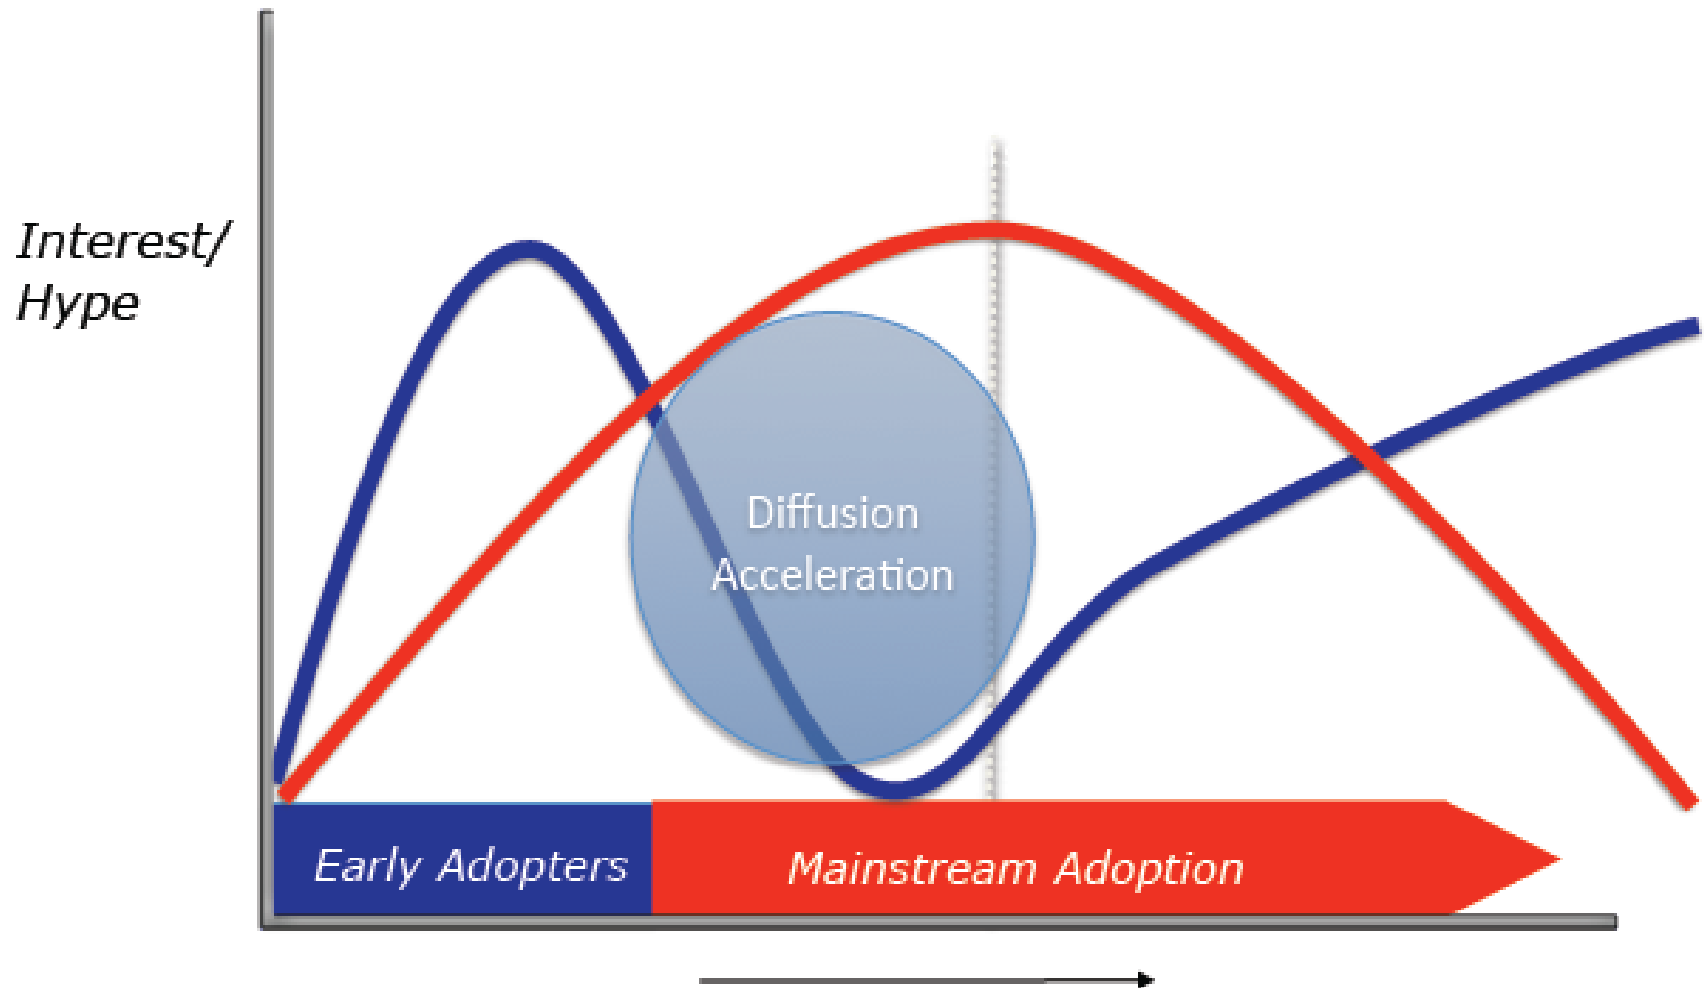 Interest/
Hype
Diffusion
Acceleration
Early Adopters
Mainstream Adoption